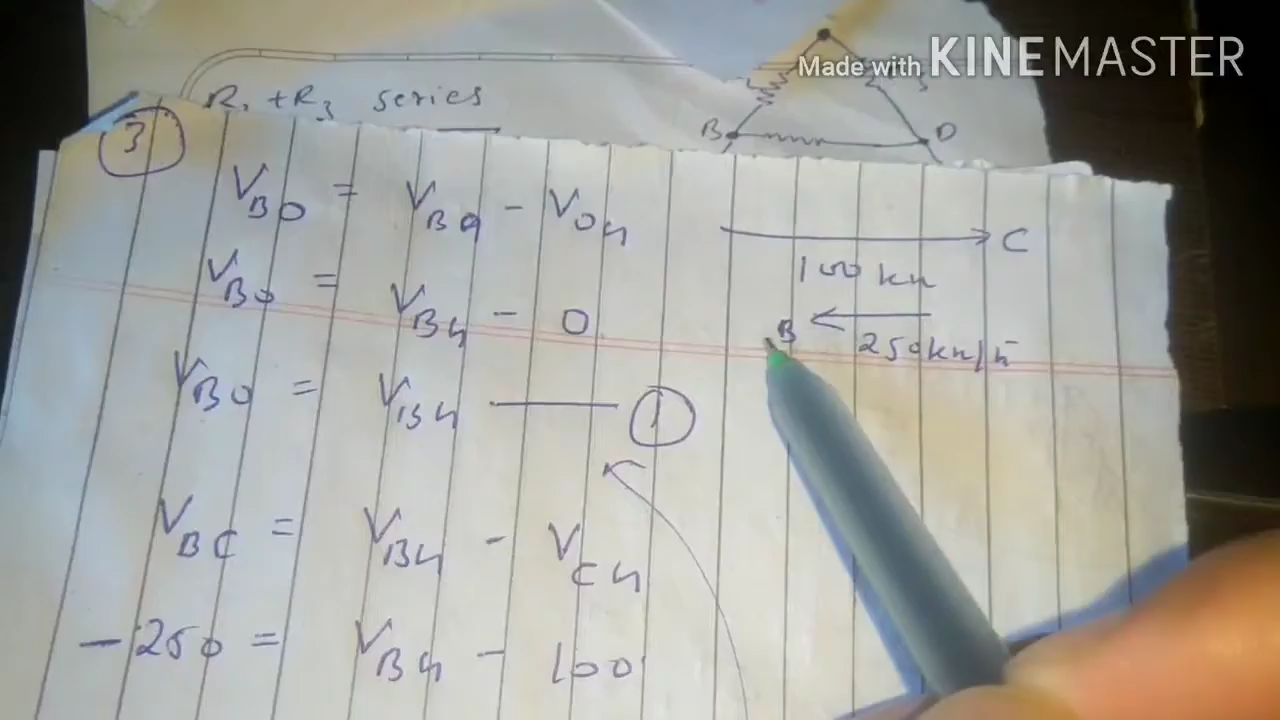 Made with KINEMASTER
R1 + R3 series
B D
3
VBO = VBG - VOG
C
100 km
VBO = VBG - 0
B
250 km/h
VBO = VBG 1
VBC = VBG - VCG
-250 = VBG - 100